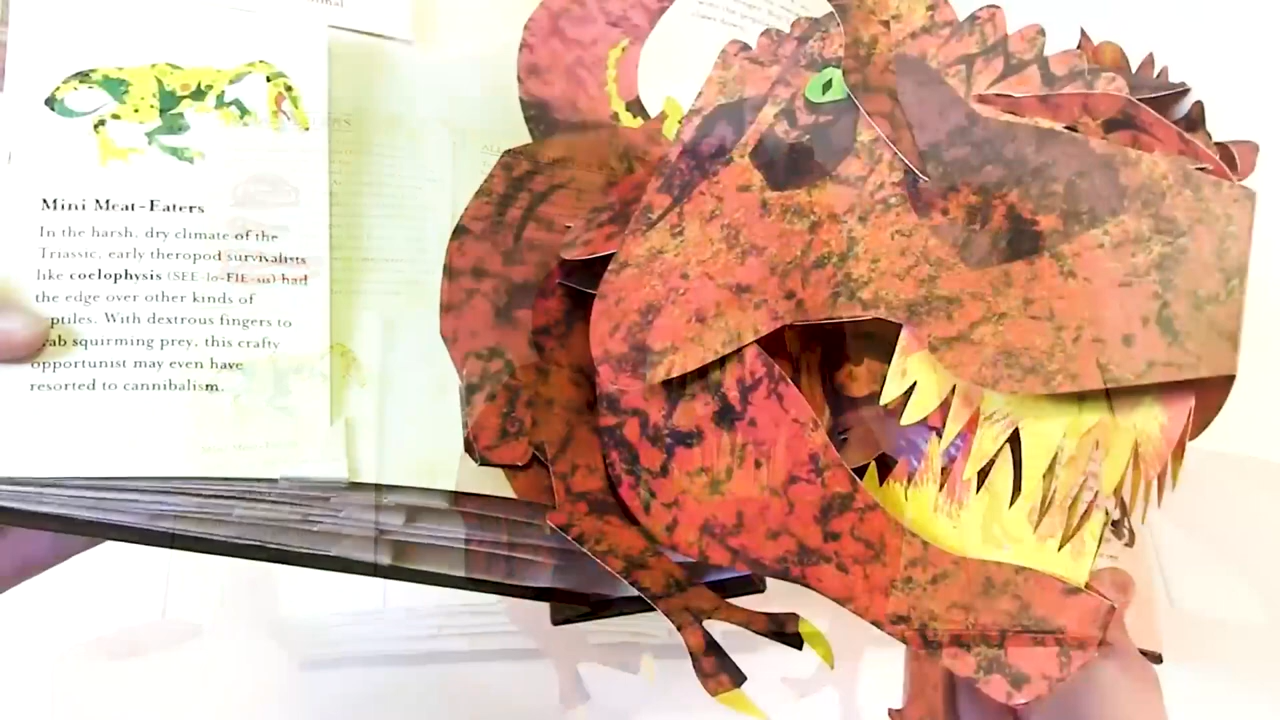 Mini Meat-Eaters
In the harsh, dry climate of the
Triassic, early theropod survivalists
like coelophysis (SEE-lo-FIE-sis) had
the edge over other kinds of
ptiles. With dextrous fingers to
ab squirming prey, this crafty
opportunist may even have
resorted to cannibalism.